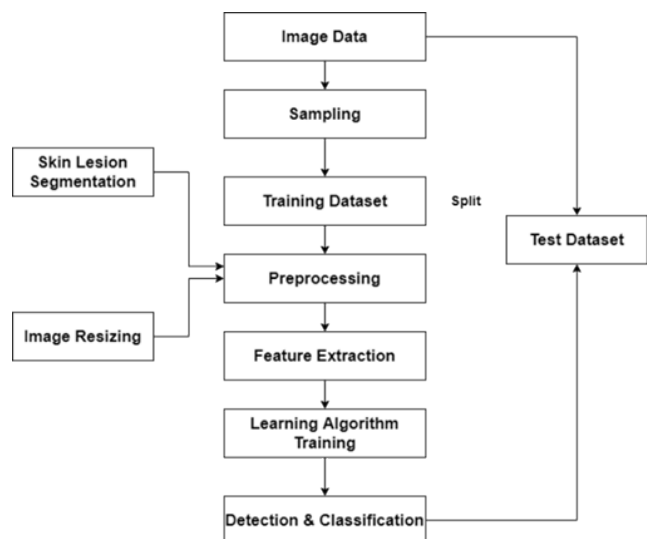 Image Data
Sampling
Skin Lesion
Segmentation
Training Dataset
Split
Test Dataset
Preprocessing
Image Resizing
Feature Extraction
Learning Algorithm
Training
Detection & Classification